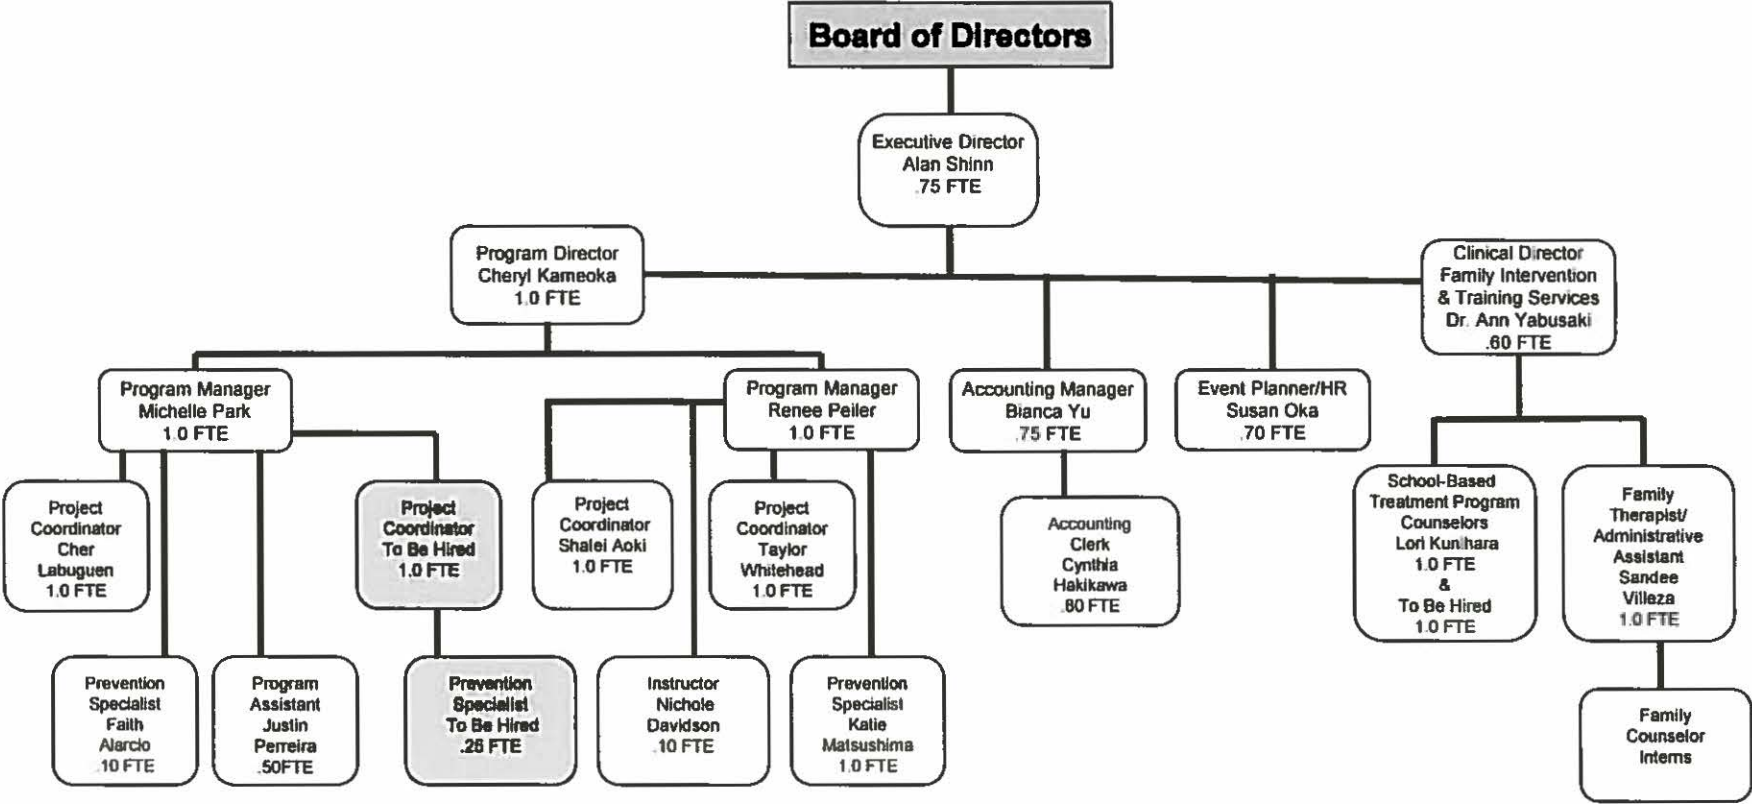 Board of Directors
Executive Director
Alan Shinn
.75 FTE
Program Director
Cheryl Kameoka
1.0 FTE
Clinical Director
Family Intervention
& Training Services
Dr. Ann Yabusaki
.60 FTE
Program Manager
Michelle Park
1.0 FTE
Program Manager
Renee Peiler
1.0 FTE
Accounting Manager
Bianca Yu
.75 FTE
Event Planner/HR
Susan Oka
.70 FTE
Project
Coordinator
Cher
Labuguen
1.0 FTE
Project
Coordinator
To Be Hired
1.0 FTE
Project
Coordinator
Shalei Aoki
1.0 FTE
Project
Coordinator
Taylor
Whitehead
1.0 FTE
Accounting
Clerk
Cynthia
Hakikawa
.80 FTE
School-Based
Treatment Program
Counselors
Lori Kunihara
1.0 FTE
&
To Be Hired
1.0 FTE
Family
Therapist/
Administrative
Assistant
Sandee
Villeza
1.0 FTE
Prevention
Specialist
Faith
Alarcio
.10 FTE
Program
Assistant
Justin
Perreira
.50FTE
Prevention
Specialist
To Be Hired
.25 FTE
Instructor
Nichole
Davidson
.10 FTE
Prevention
Specialist
Katie
Matsushima
1.0 FTE
Family
Counselor
Interns